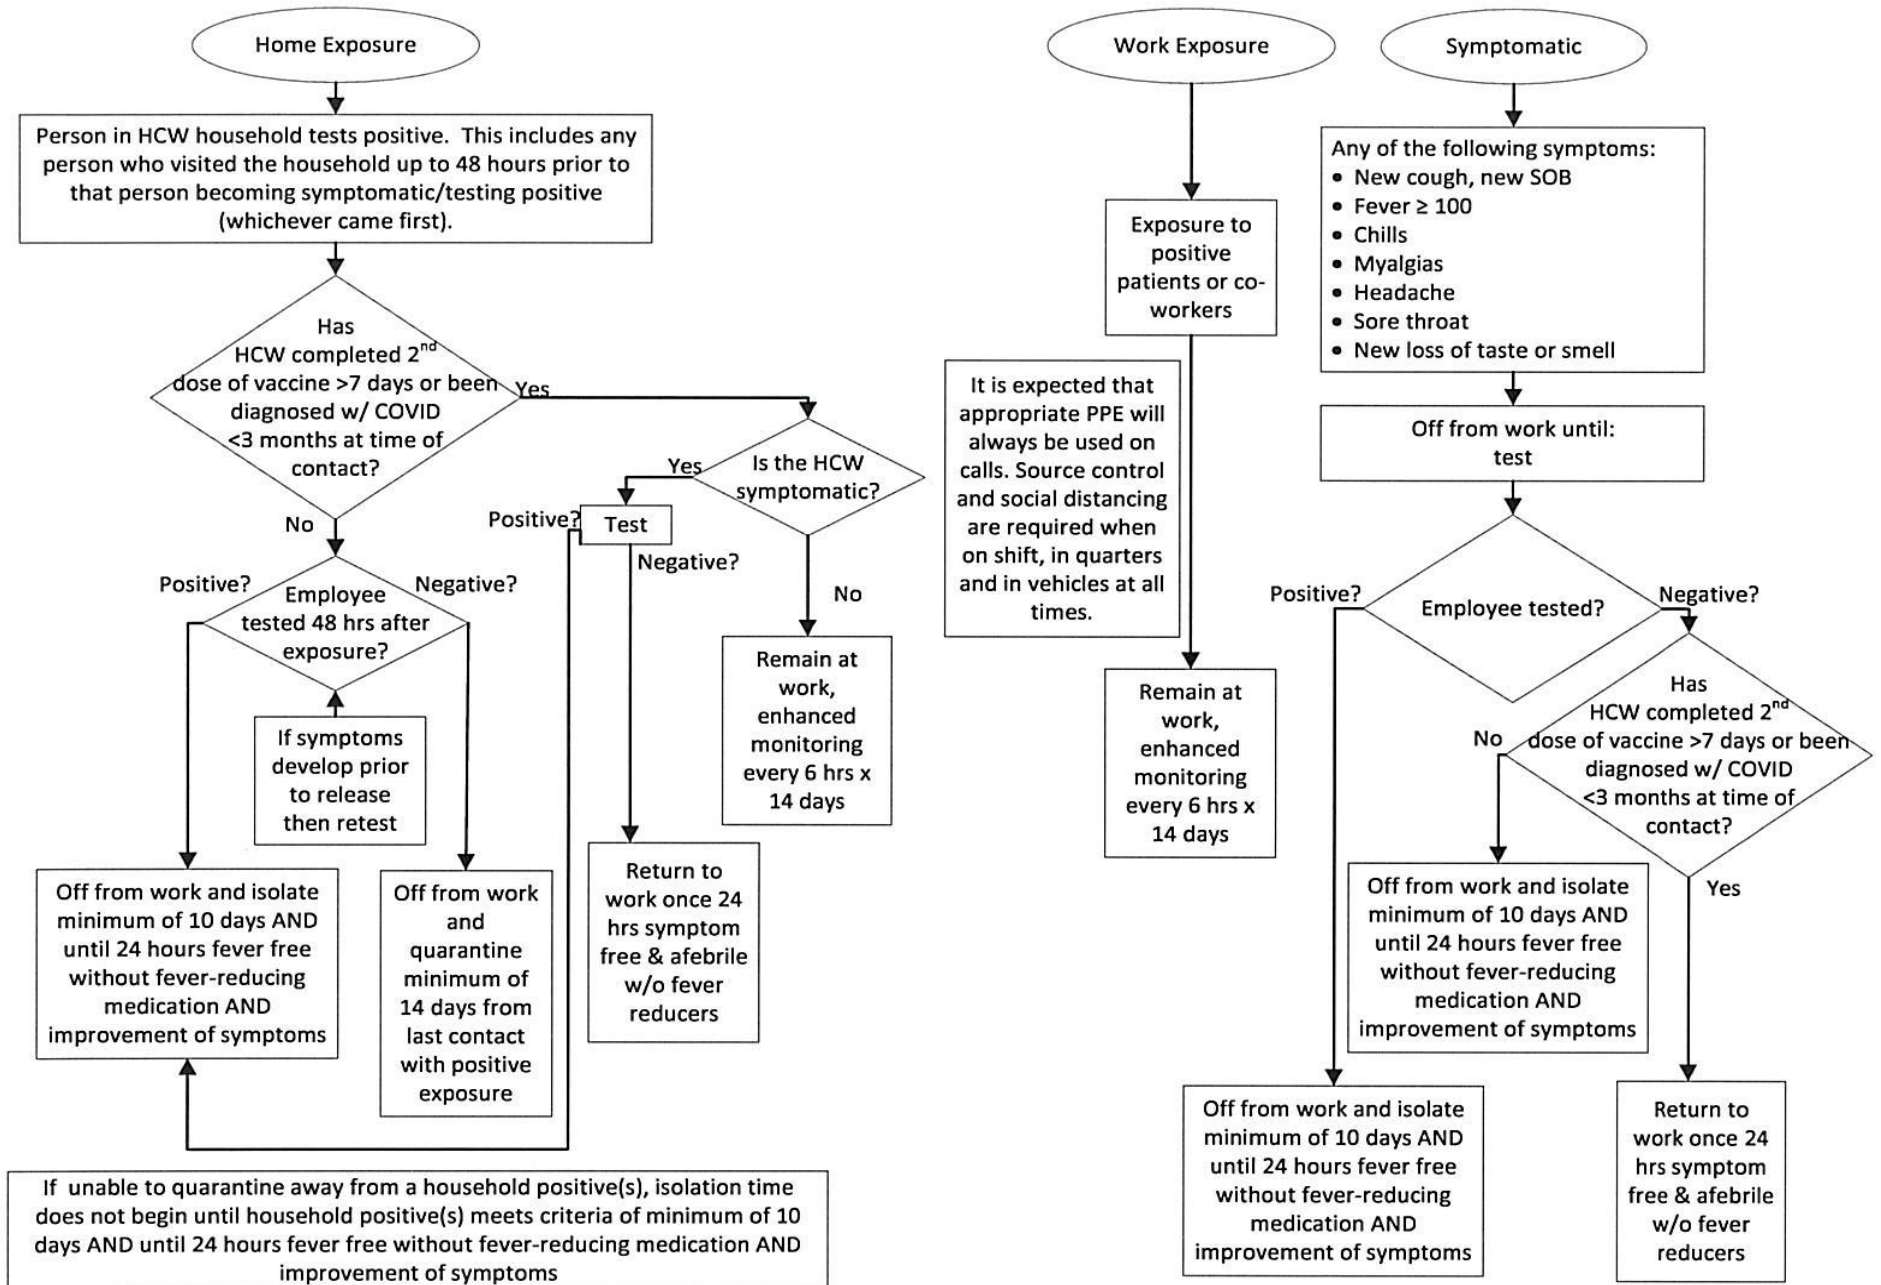 Home Exposure
Person in HCW household tests positive.  This includes any
person who visited the household up to 48 hours prior to
that person becoming symptomatic/testing positive
(whichever came first).
Has
HCW completed 2nd
dose of vaccine >7 days or been
diagnosed w/ COVID
<3 months at time of
contact?
Yes
No
Is the HCW
symptomatic?
Yes
No
Test
Positive?
Negative?
Employee
tested 48 hrs after
exposure?
Positive?
Negative?
If symptoms
develop prior
to release
then retest
Off from work and isolate
minimum of 10 days AND
until 24 hours fever free
without fever-reducing
medication AND
improvement of symptoms
Off from work
and
quarantine
minimum of
14 days from
last contact
with positive
exposure
Return to
work once 24
hrs symptom
free & afebrile
w/o fever
reducers
Remain at
work,
enhanced
monitoring
every 6 hrs x
14 days
If  unable to quarantine away from a household positive(s), isolation time
does not begin until household positive(s) meets criteria of minimum of 10
days AND until 24 hours fever free without fever-reducing medication AND
improvement of symptoms
Work Exposure
Exposure to
positive
patients or co-
workers
It is expected that
appropriate PPE will
always be used on
calls. Source control
and social distancing
are required when
on shift, in quarters
and in vehicles at all
times.
Remain at
work,
enhanced
monitoring
every 6 hrs x
14 days
Symptomatic
Any of the following symptoms:
• New cough, new SOB
• Fever ≥ 100
• Chills
• Myalgias
• Headache
• Sore throat
• New loss of taste or smell
Off from work until:
test
Employee tested?
Positive?
Negative?
Has
HCW completed 2nd
dose of vaccine >7 days or been
diagnosed w/ COVID
<3 months at time of
contact?
No
Yes
Off from work and isolate
minimum of 10 days AND
until 24 hours fever free
without fever-reducing
medication AND
improvement of symptoms
Off from work and isolate
minimum of 10 days AND
until 24 hours fever free
without fever-reducing
medication AND
improvement of symptoms
Return to
work once 24
hrs symptom
free & afebrile
w/o fever
reducers